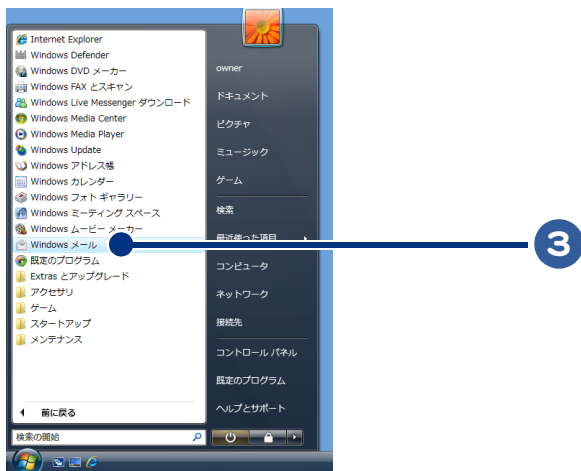 Internet Explorer
Windows Defender
Windows DVD メーカー
Windows FAX とスキャン
Windows Live Messenger ダウンロード
Windows Media Center
Windows Media Player
Windows Update
Windows アドレス帳
Windows カレンダー
Windows フォト ギャラリー
Windows ミーティング スペース
Windows ムービー メーカー
Windows メール
既定のプログラム
Extras とアップグレード
アクセサリ
ゲーム
スタートアップ
メンテナンス
前に戻る
検索の開始
owner
ドキュメント
ピクチャ
ミュージック
ゲーム
検索
最近使った項目
コンピュータ
ネットワーク
接続先
コントロール パネル
既定のプログラム
ヘルプとサポート
3